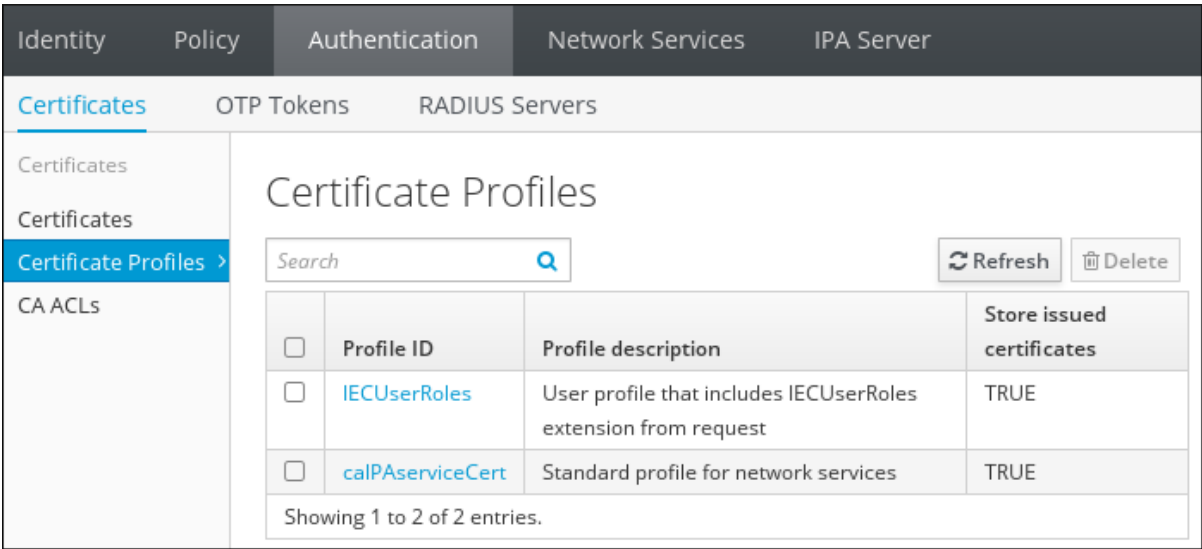 Identity Policy Authentication Network Services IPA Server
Certificates OTP Tokens RADIUS Servers
Certificates
Certificates
Certificate Profiles >
CA ACLs
Certificate Profiles
Search
Refresh Delete
Profile ID Profile description Store issued certificates
IECUserRoles User profile that includes IECUserRoles TRUE
extension from request
caIPAserviceCert Standard profile for network services TRUE
Showing 1 to 2 of 2 entries.